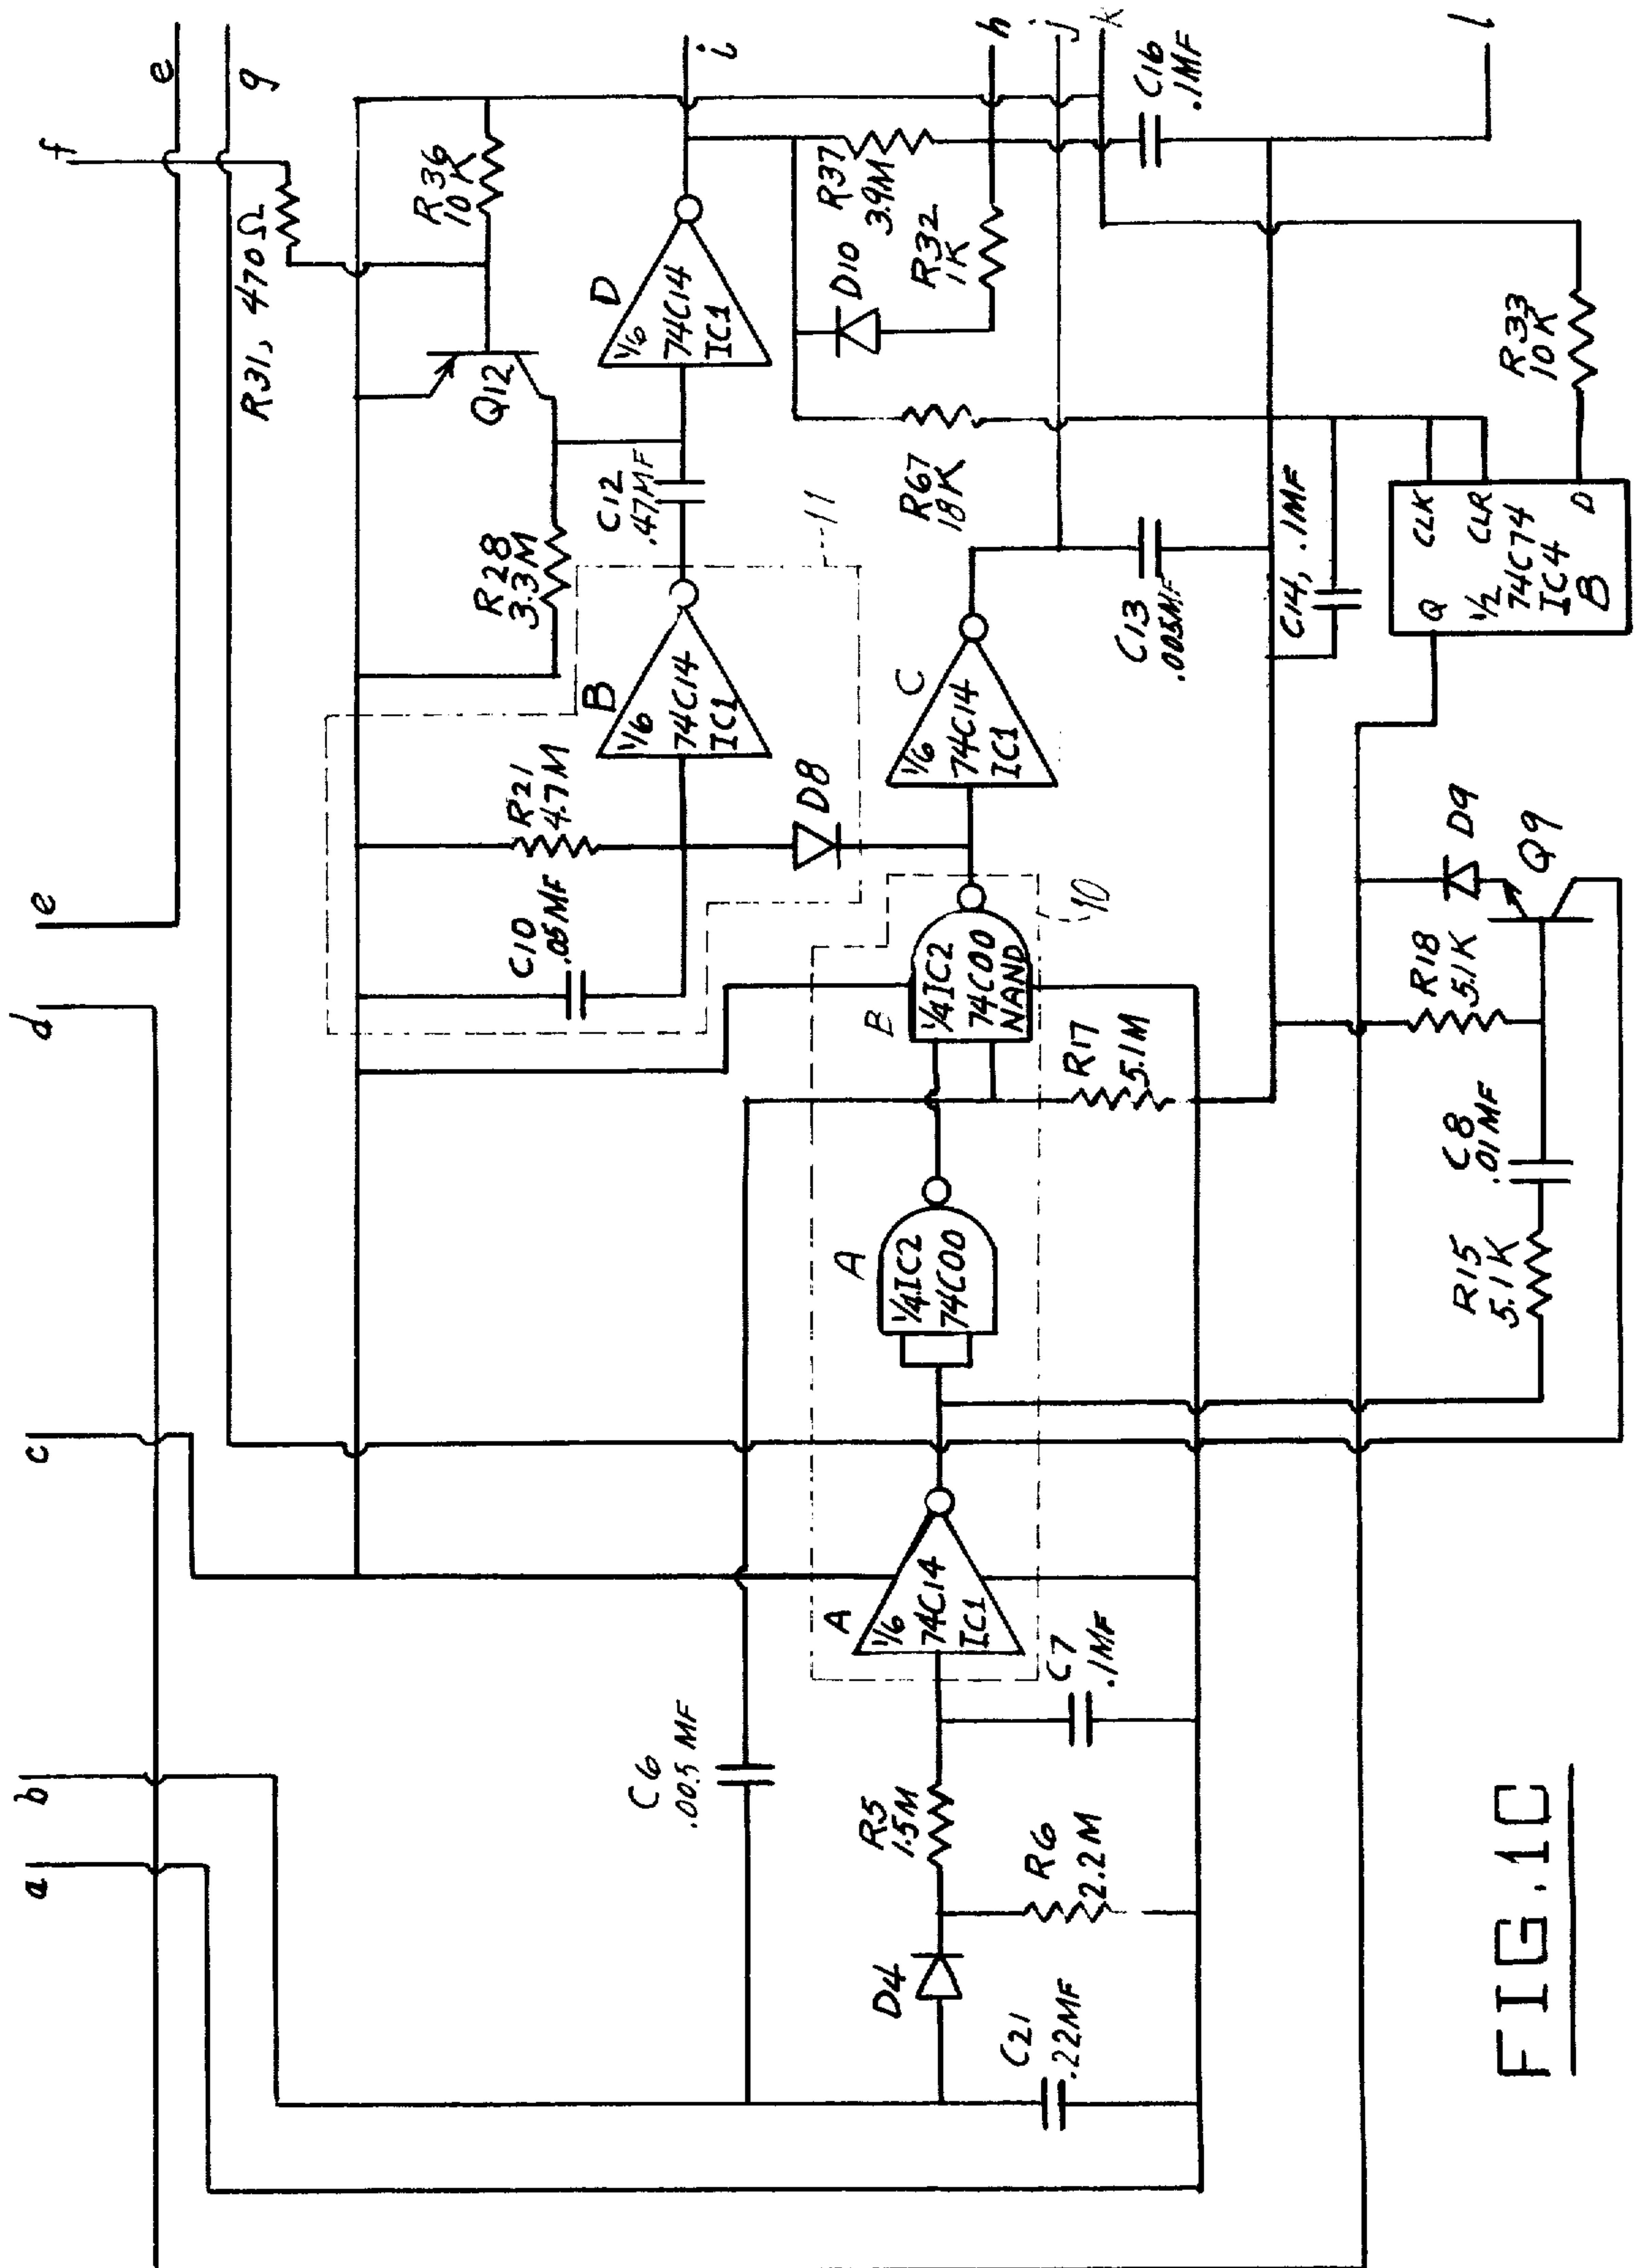 a
b
c
d
e
f
e
g
R31, 470Ω
R36
10K
Q12
R28
3.3M
C12
.47MF
D
1/6
74C14
IC1
i
11
B
1/6
74C14
IC1
R21
4.7M
C10
.05MF
D8
R37
3.9M
D10
R32
1K
h
j
k
C16
.1MF
l
R67
18K
C
1/6
74C14
IC1
C13
.005MF
C14, .1MF
R33
10K
CLK
CLR
D
Q
1/2
74C74
IC4
B
10
B
1/4 IC2
74C00
NAND
R17
5.1M
A
1/4 IC2
74C00
A
1/6
74C14
IC1
C6
.005 MF
C7
.1MF
R5
1.5M
R6
2.2M
D4
C21
.22MF
D9
Q9
R18
51K
C8
.01MF
R15
5.1K
FIG.1C